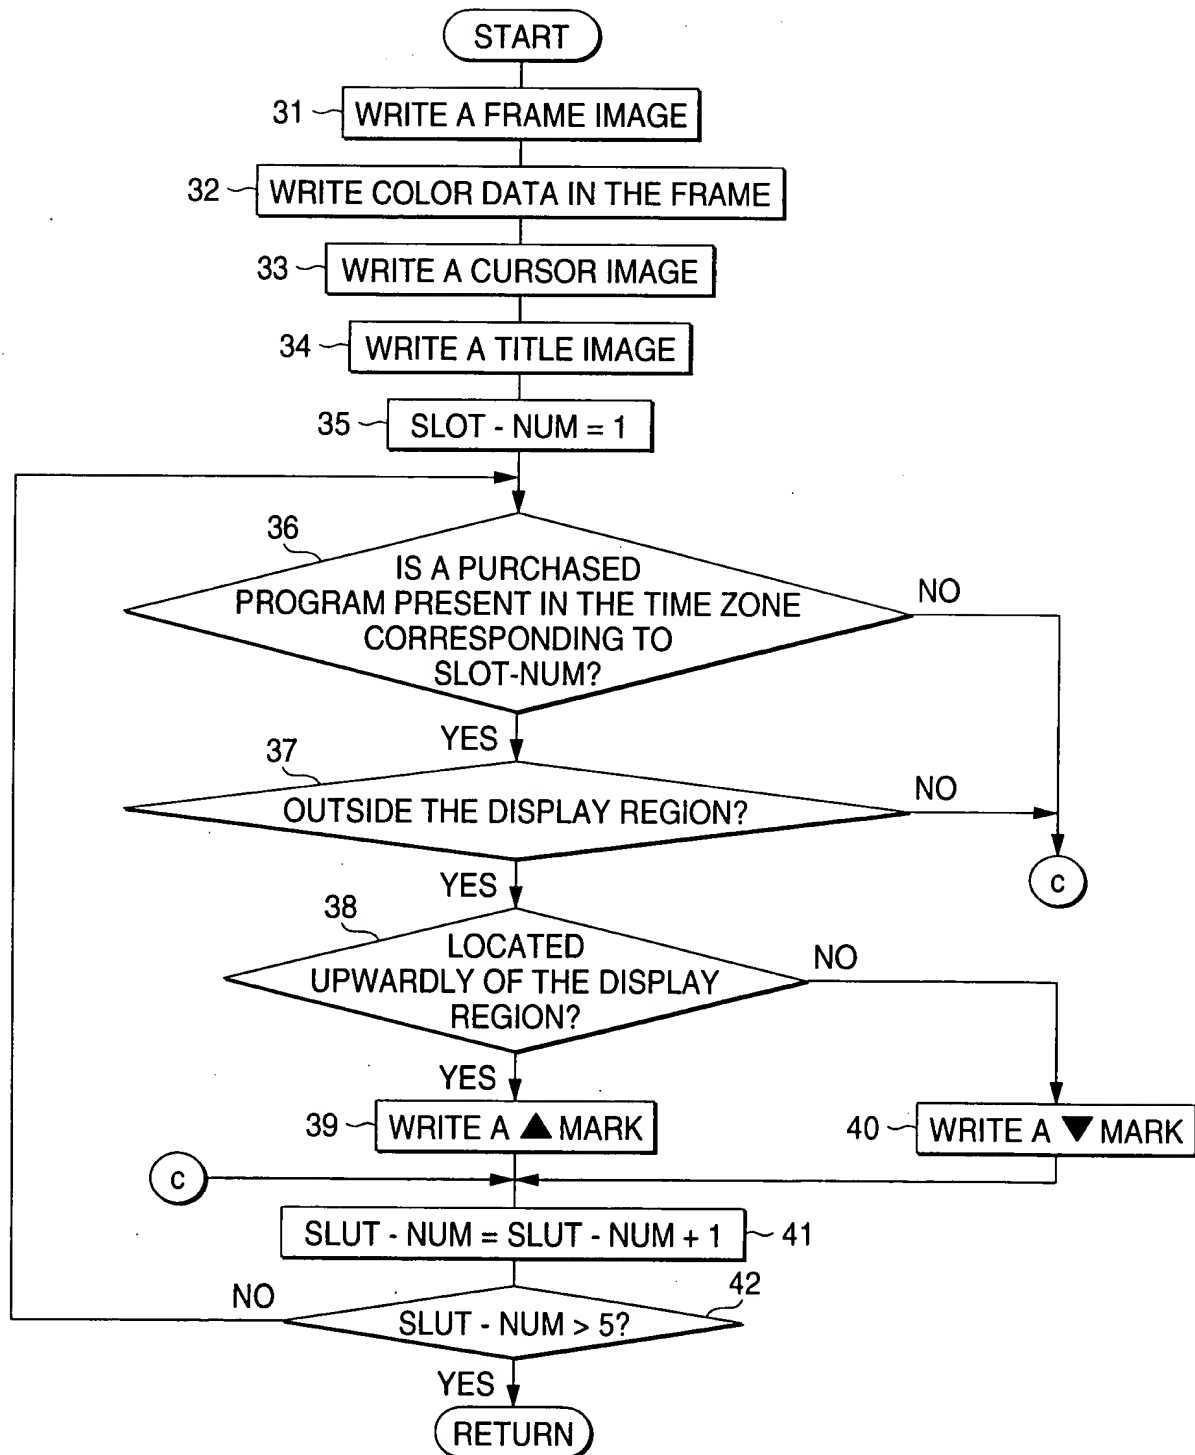 START
31
WRITE A FRAME IMAGE
32
WRITE COLOR DATA IN THE FRAME
33
WRITE A CURSOR IMAGE
34
WRITE A TITLE IMAGE
35
SLOT - NUM = 1
36
IS A PURCHASED
PROGRAM PRESENT IN THE TIME ZONE
CORRESPONDING TO
SLOT-NUM?
NO
YES
37
OUTSIDE THE DISPLAY REGION?
NO
YES
c
38
LOCATED
UPWARDLY OF THE DISPLAY
REGION?
NO
YES
39
WRITE A ▲ MARK
40
WRITE A ▼ MARK
c
SLUT - NUM = SLUT - NUM + 1
41
42
NO
SLUT - NUM > 5?
YES
RETURN